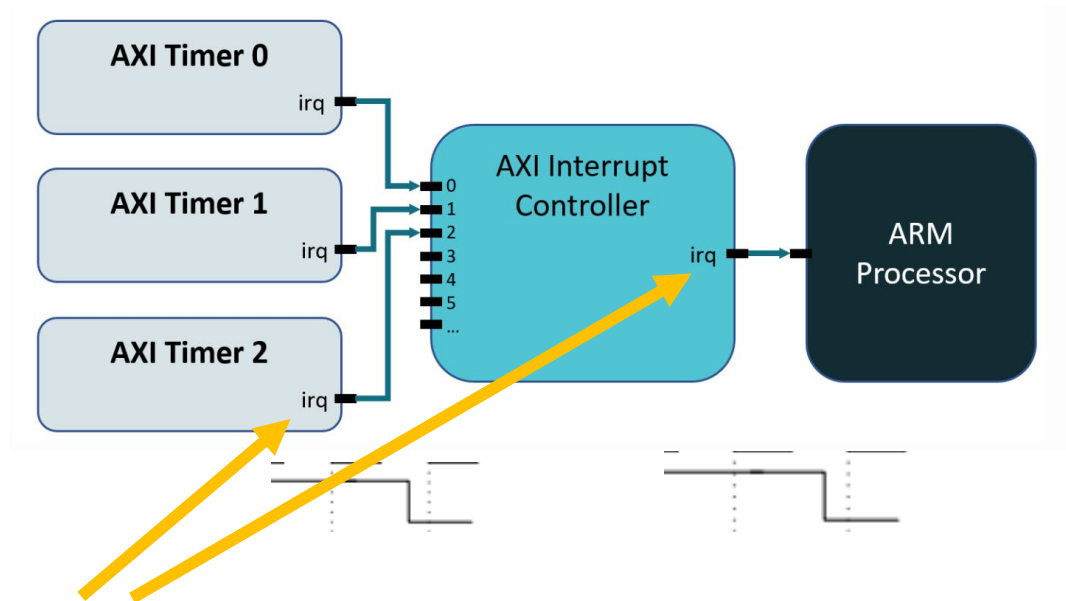 AXI Timer 0
irq
AXI Timer 1
irq
AXI Timer 2
irq
AXI Interrupt
Controller
0
1
2
3
4
5
...
irq
ARM
Processor